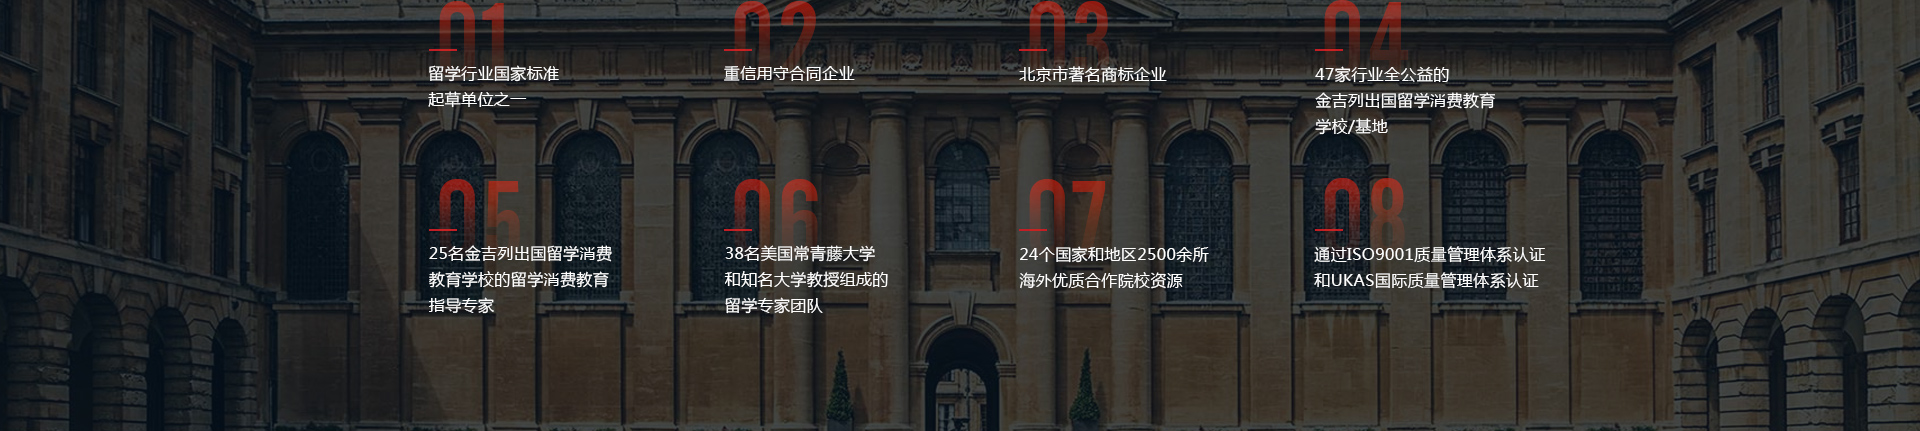 01
留学行业国家标准
起草单位之一
02
重信用守合同企业
03
北京市著名商标企业
04
47家行业全公益的
金吉列出国留学消费教育
学校/基地
05
25名金吉列出国留学消费
教育学校的留学消费教育
指导专家
06
38名美国常青藤大学
和知名大学教授组成的
留学专家团队
07
24个国家和地区2500余所
海外优质合作院校资源
08
通过ISO9001质量管理体系认证
和UKAS国际质量管理体系认证